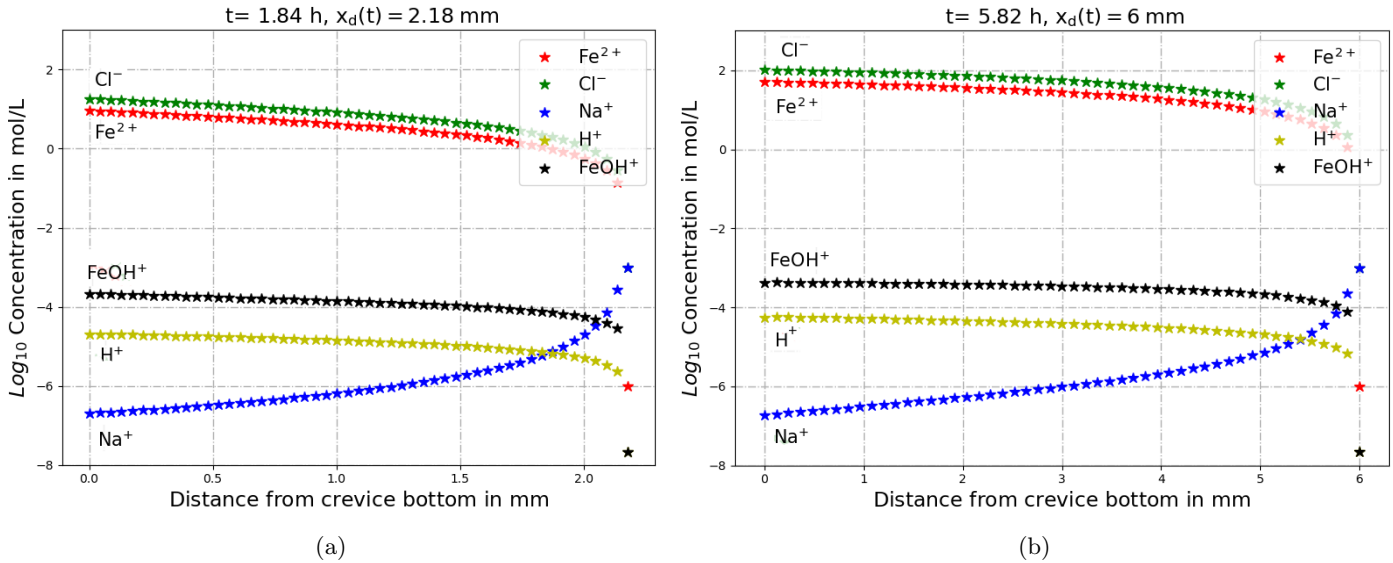 t= 1.84 h, x_d(t) = 2.18 mm
Log₁₀ Concentration in mol/L
2
0
−2
−4
−6
−8
Cl⁻
Fe²⁺
FeOH⁺
H⁺
Na⁺
Fe²⁺
Cl⁻
Na⁺
H⁺
FeOH⁺
0.0
0.5
1.0
1.5
2.0
Distance from crevice bottom in mm
(a)
t= 5.82 h, x_d(t) = 6 mm
Log₁₀ Concentration in mol/L
2
0
−2
−4
−6
−8
Cl⁻
Fe²⁺
FeOH⁺
H⁺
Na⁺
Fe²⁺
Cl⁻
Na⁺
H⁺
FeOH⁺
0
1
2
3
4
5
6
Distance from crevice bottom in mm
(b)